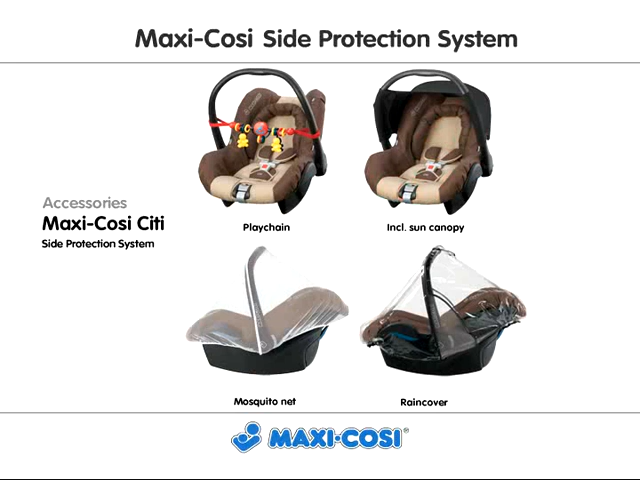 Maxi-Cosi Side Protection System
Accessories
Maxi-Cosi Citi
Side Protection System
Playchain
Incl. sun canopy
Mosquito net
Raincover
MAXI·COSI®